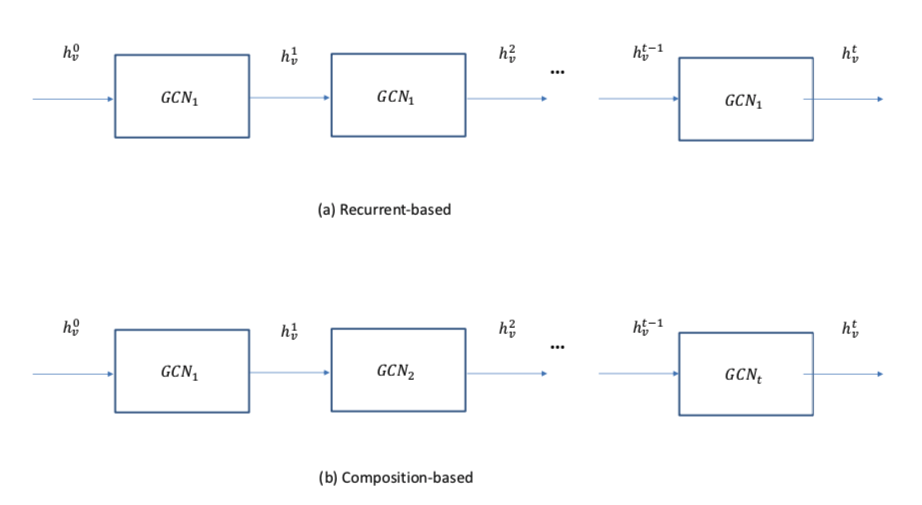 h_v^0 h_v^1 h_v^2 ... h_v^{t-1} h_v^t
GCN_1 GCN_1 GCN_1
(a) Recurrent-based
h_v^0 h_v^1 h_v^2 ... h_v^{t-1} h_v^t
GCN_1 GCN_2 GCN_t
(b) Composition-based